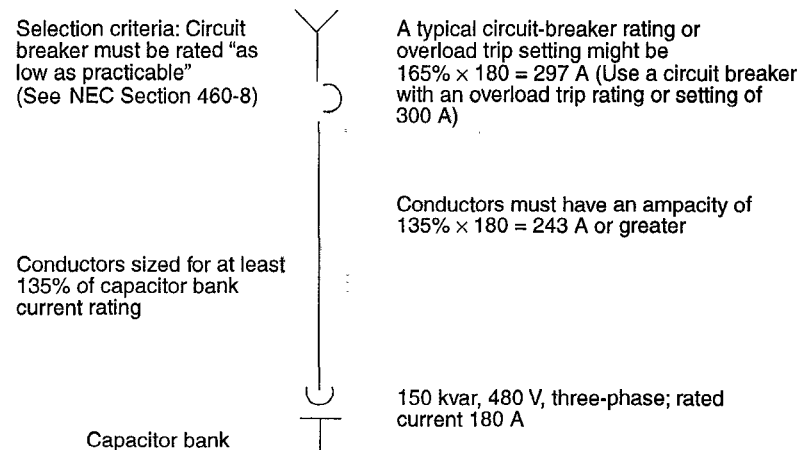 Selection criteria: Circuit
breaker must be rated “as
low as practicable”
(See NEC Section 460-8)
A typical circuit-breaker rating or
overload trip setting might be
165% × 180 = 297 A (Use a circuit breaker
with an overload trip rating or setting of
300 A)
Conductors must have an ampacity of
135% × 180 = 243 A or greater
Conductors sized for at least
135% of capacitor bank
current rating
150 kvar, 480 V, three-phase; rated
current 180 A
Capacitor bank